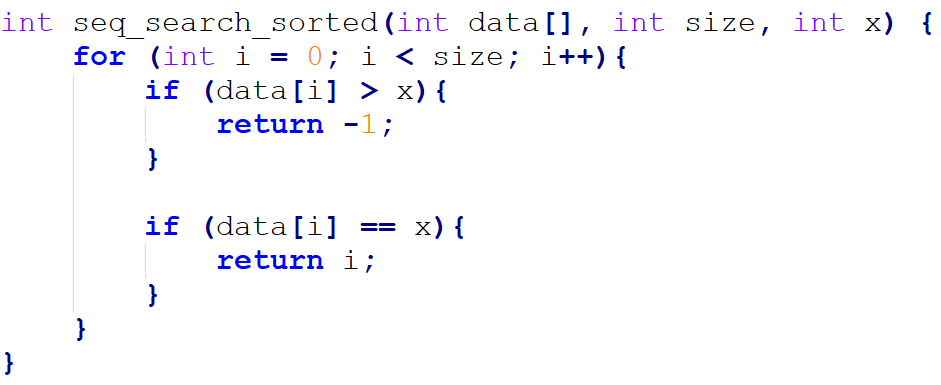 int seq_search_sorted(int data[], int size, int x) {
    for (int i = 0; i < size; i++){
        if (data[i] > x){
            return -1;
        }

        if (data[i] == x){
            return i;
        }
    }
}